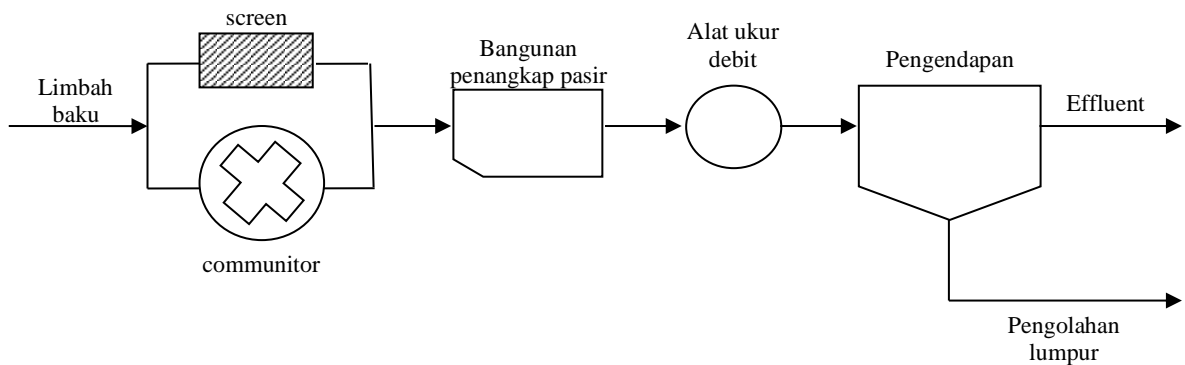 screen
Limbah
baku
communitor
Bangunan
penangkap pasir
Alat ukur
debit
Pengendapan
Effluent
Pengolahan
lumpur